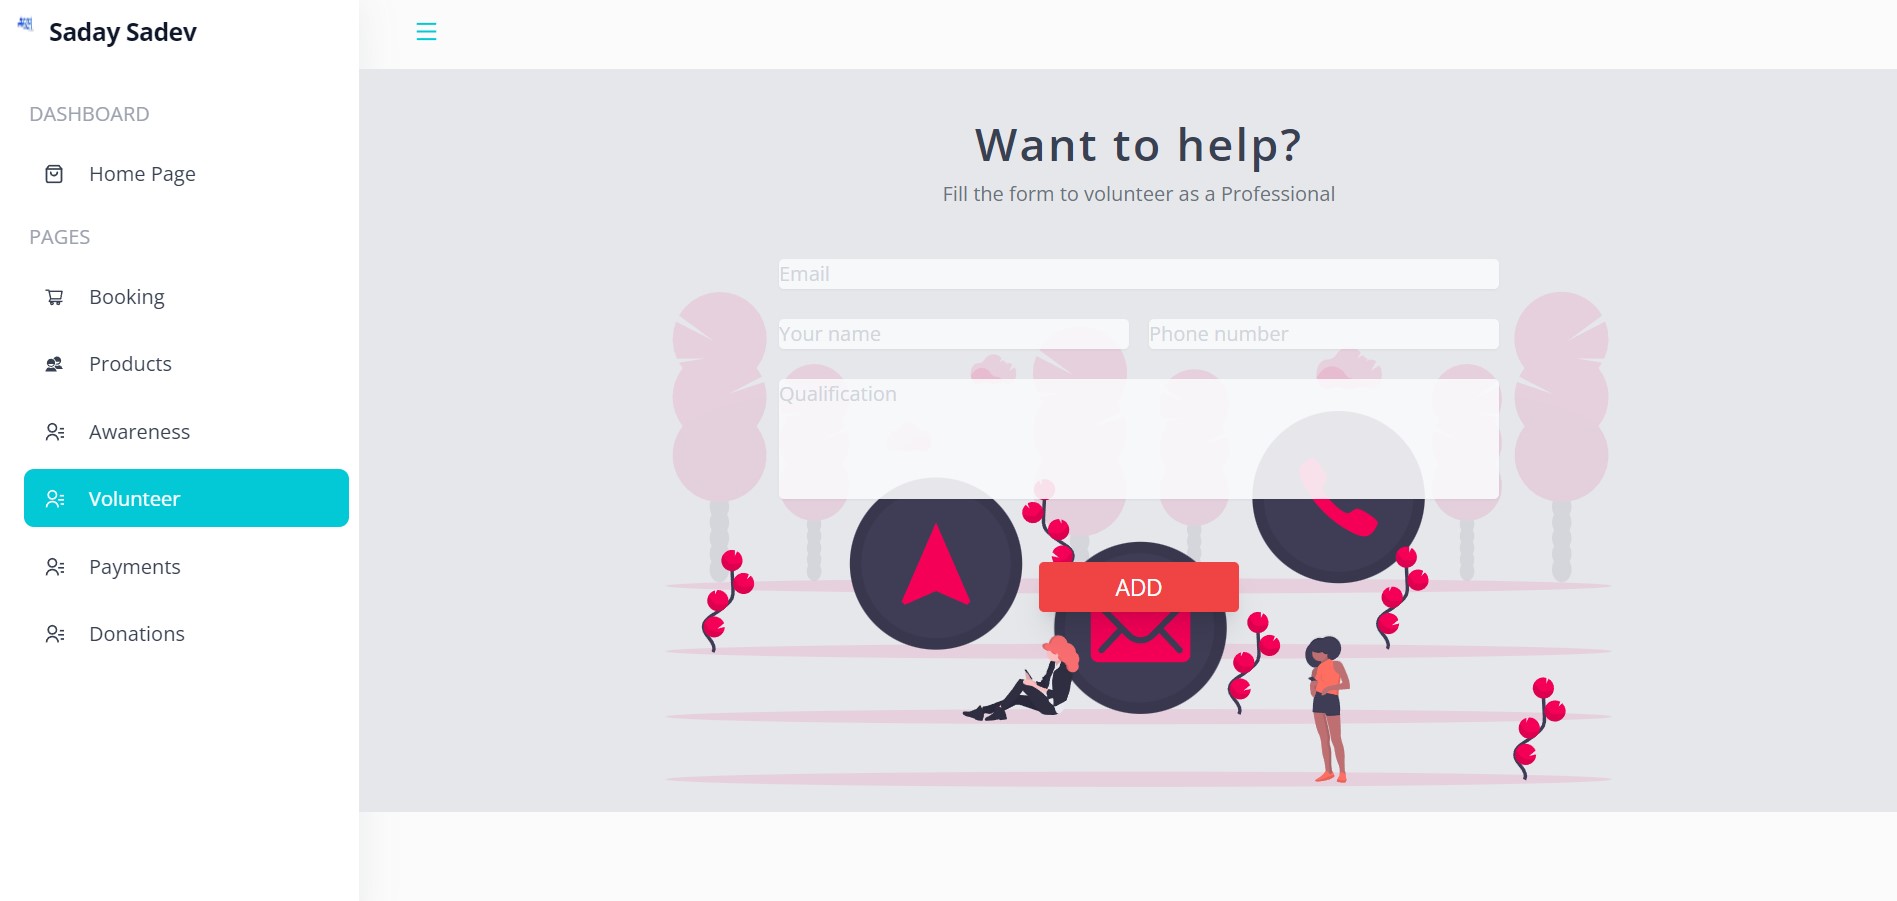 Saday Sadev
DASHBOARD
Home Page
PAGES
Booking
Products
Awareness
Volunteer
Payments
Donations
Want to help?
Fill the form to volunteer as a Professional
Email
Your name
Phone number
Qualification
ADD